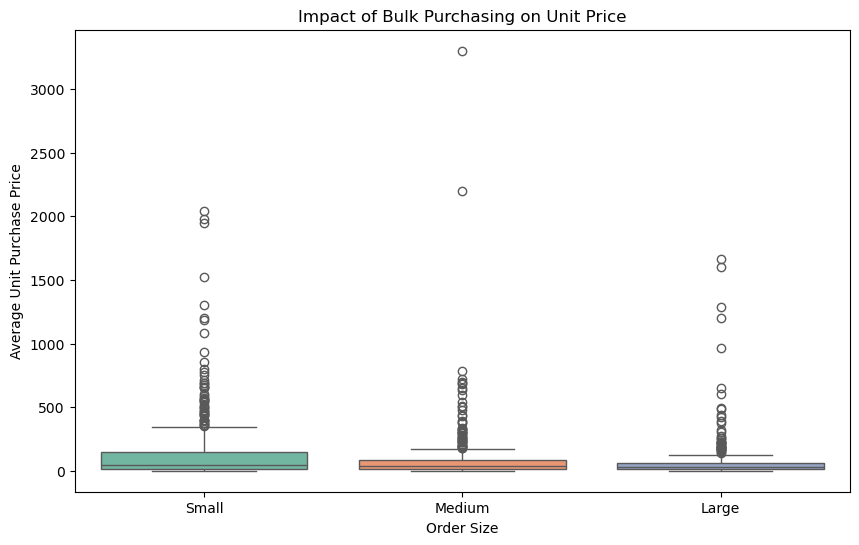 Impact of Bulk Purchasing on Unit Price
Average Unit Purchase Price
3000
2500
2000
1500
1000
500
0
Small
Medium
Large
Order Size